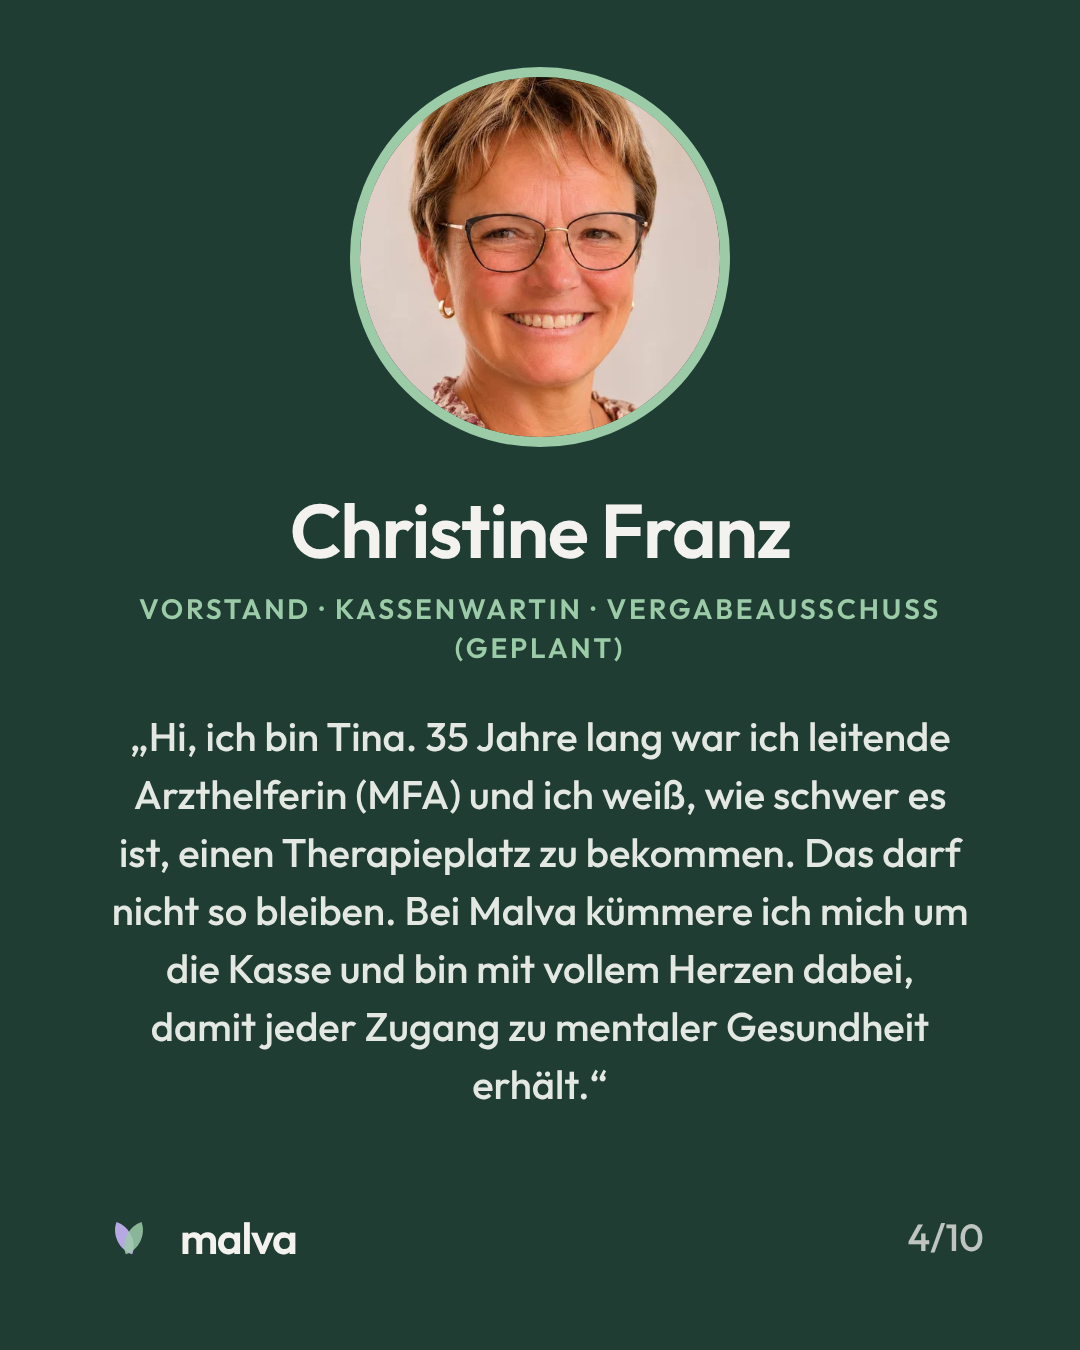 Christine Franz
VORSTAND · KASSENWARTIN · VERGABEAUSSCHUSS
(GEPLANT)
„Hi, ich bin Tina. 35 Jahre lang war ich leitende
Arzthelferin (MFA) und ich weiß, wie schwer es
ist, einen Therapieplatz zu bekommen. Das darf
nicht so bleiben. Bei Malva kümmere ich mich um
die Kasse und bin mit vollem Herzen dabei,
damit jeder Zugang zu mentaler Gesundheit
erhält.“
malva
4/10